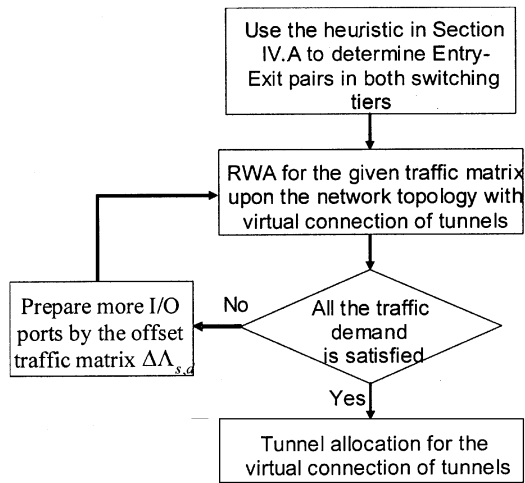 Use the heuristic in Section
IV.A to determine Entry-
Exit pairs in both switching
tiers
RWA for the given traffic matrix
upon the network topology with
virtual connection of tunnels
All the traffic
demand
is satisfied
No
Prepare more I/O
ports by the offset
traffic matrix ΔΛs,d
Yes
Tunnel allocation for the
virtual connection of tunnels